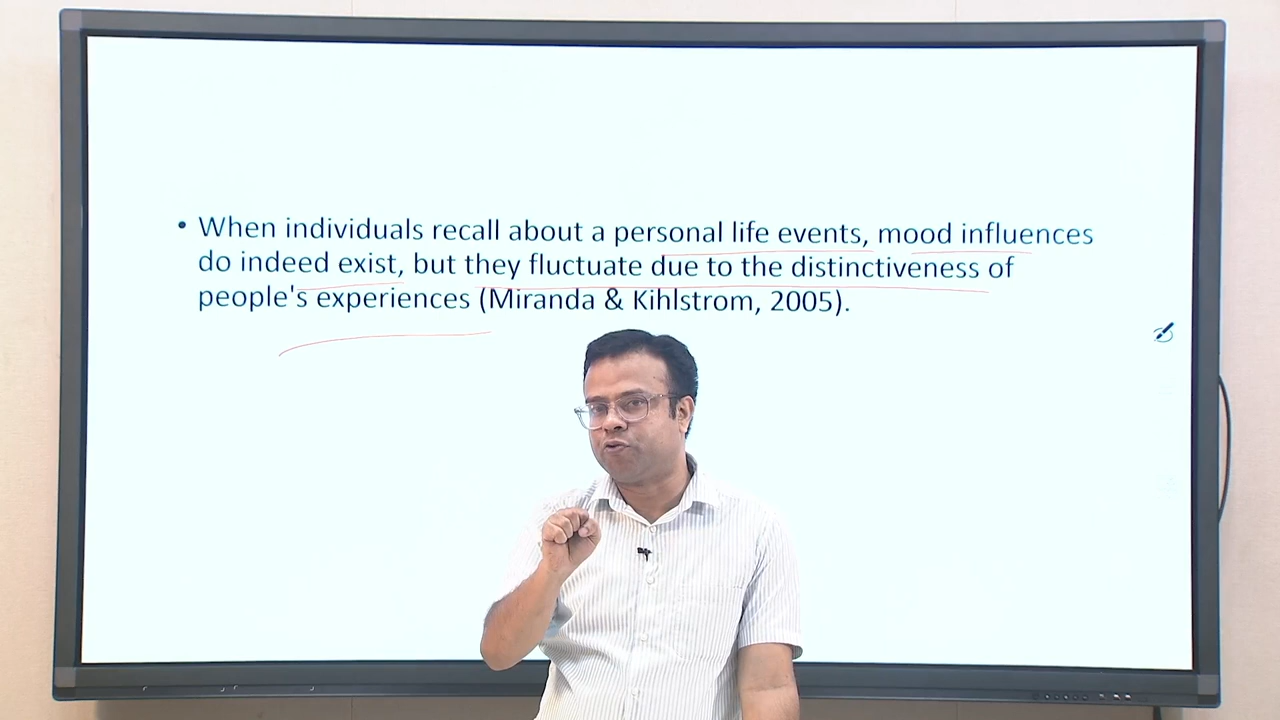 • When individuals recall about a personal life events, mood influences
do indeed exist, but they fluctuate due to the distinctiveness of
people's experiences (Miranda & Kihlstrom, 2005).